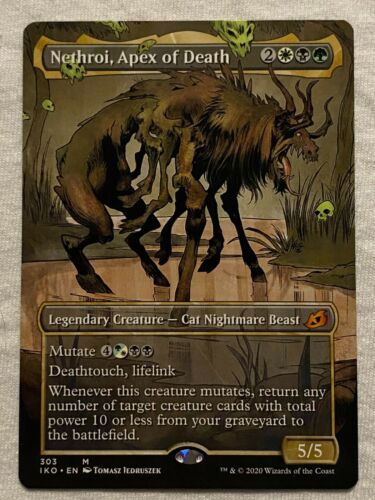 Nethroi, Apex of Death 2
Legendary Creature — Cat Nightmare Beast
Mutate 4
Deathtouch, lifelink
Whenever this creature mutates, return any
number of target creature cards with total
power 10 or less from your graveyard to
the battlefield.
5/5
303 M
IKO • EN Tomasz Jedruszek
™ & © 2020 Wizards of the Coast